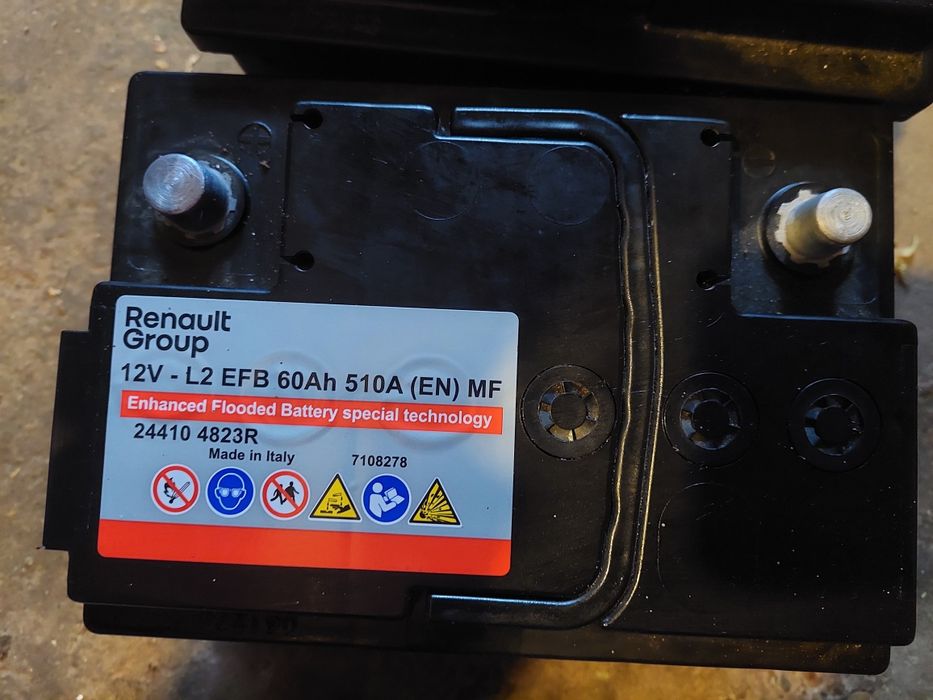 Renault
Group
12V - L2 EFB 60Ah 510A (EN) MF
Enhanced Flooded Battery special technology
24410 4823R
Made in Italy 7108278